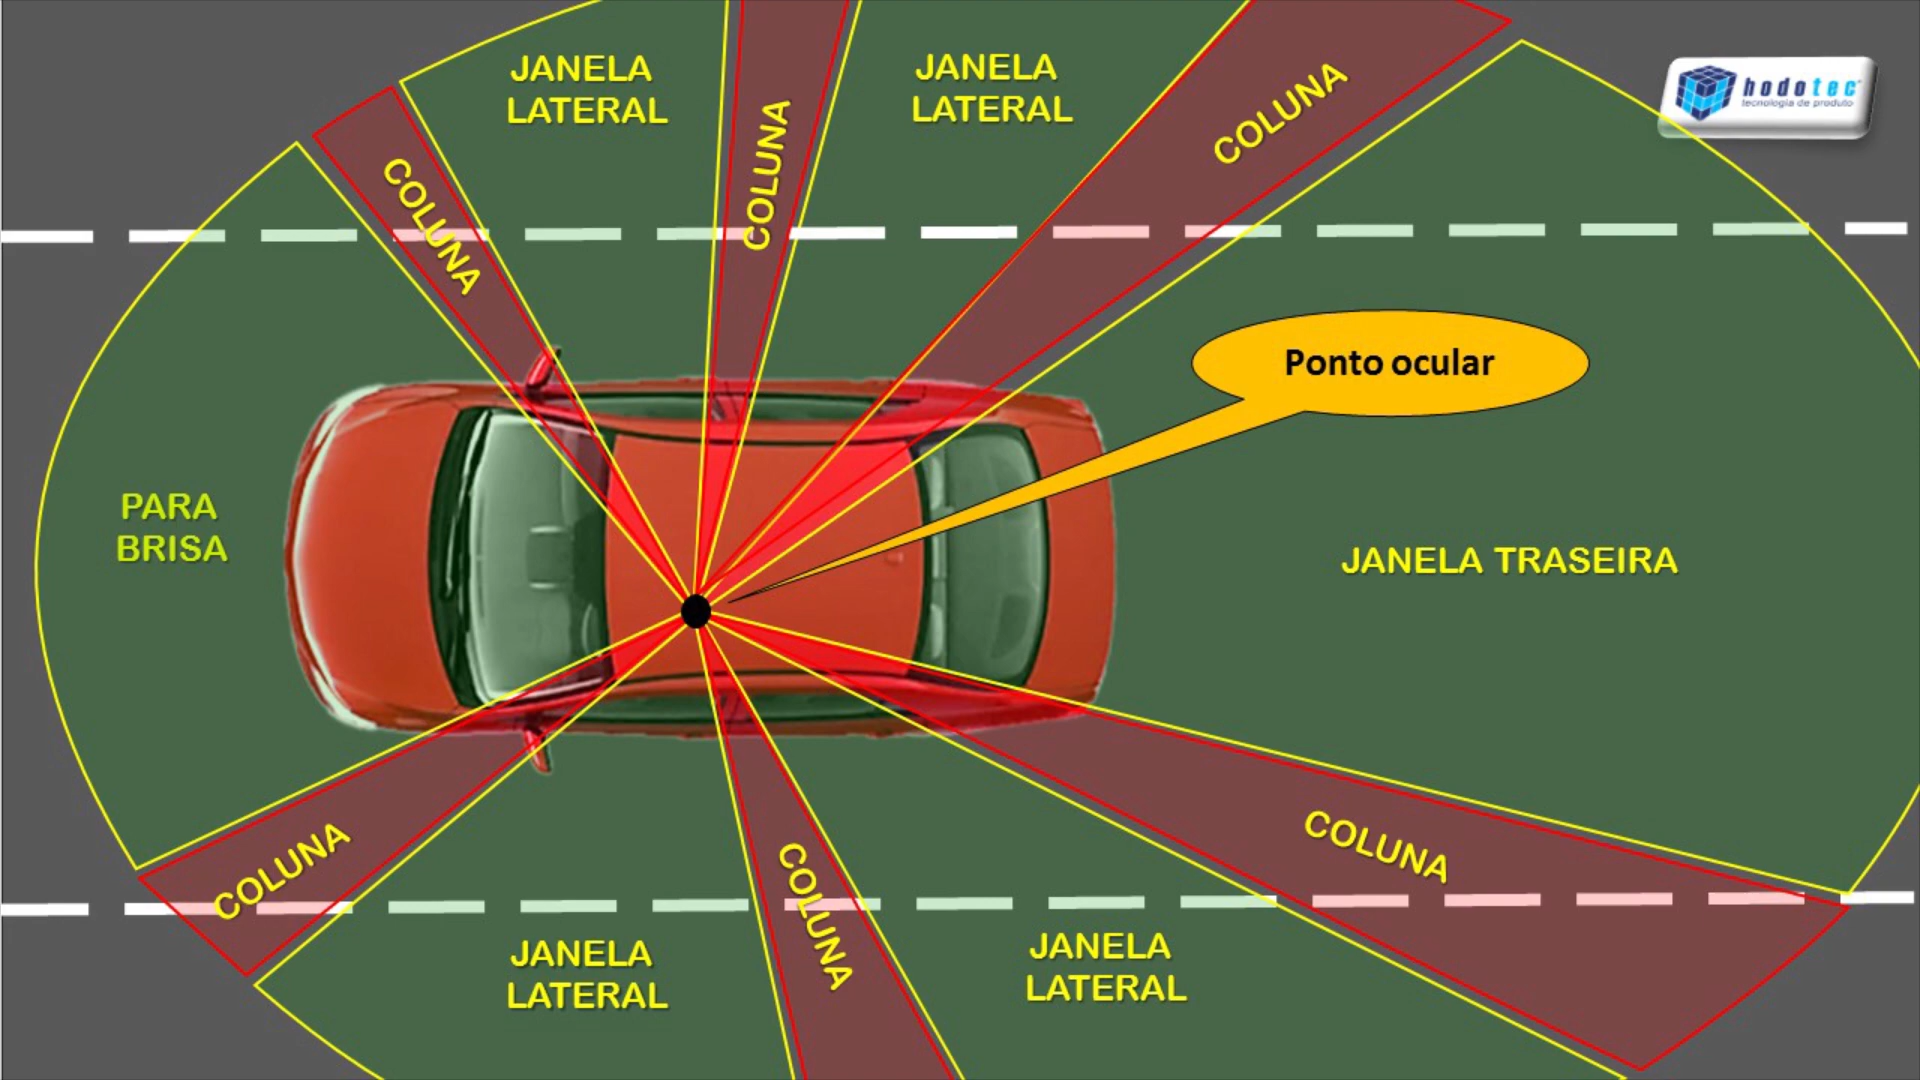 JANELA
LATERAL
JANELA
LATERAL
hodotec
tecnologia de produto
COLUNA
COLUNA
COLUNA
Ponto ocular
PARA
BRISA
JANELA TRASEIRA
COLUNA
COLUNA
COLUNA
JANELA
LATERAL
JANELA
LATERAL